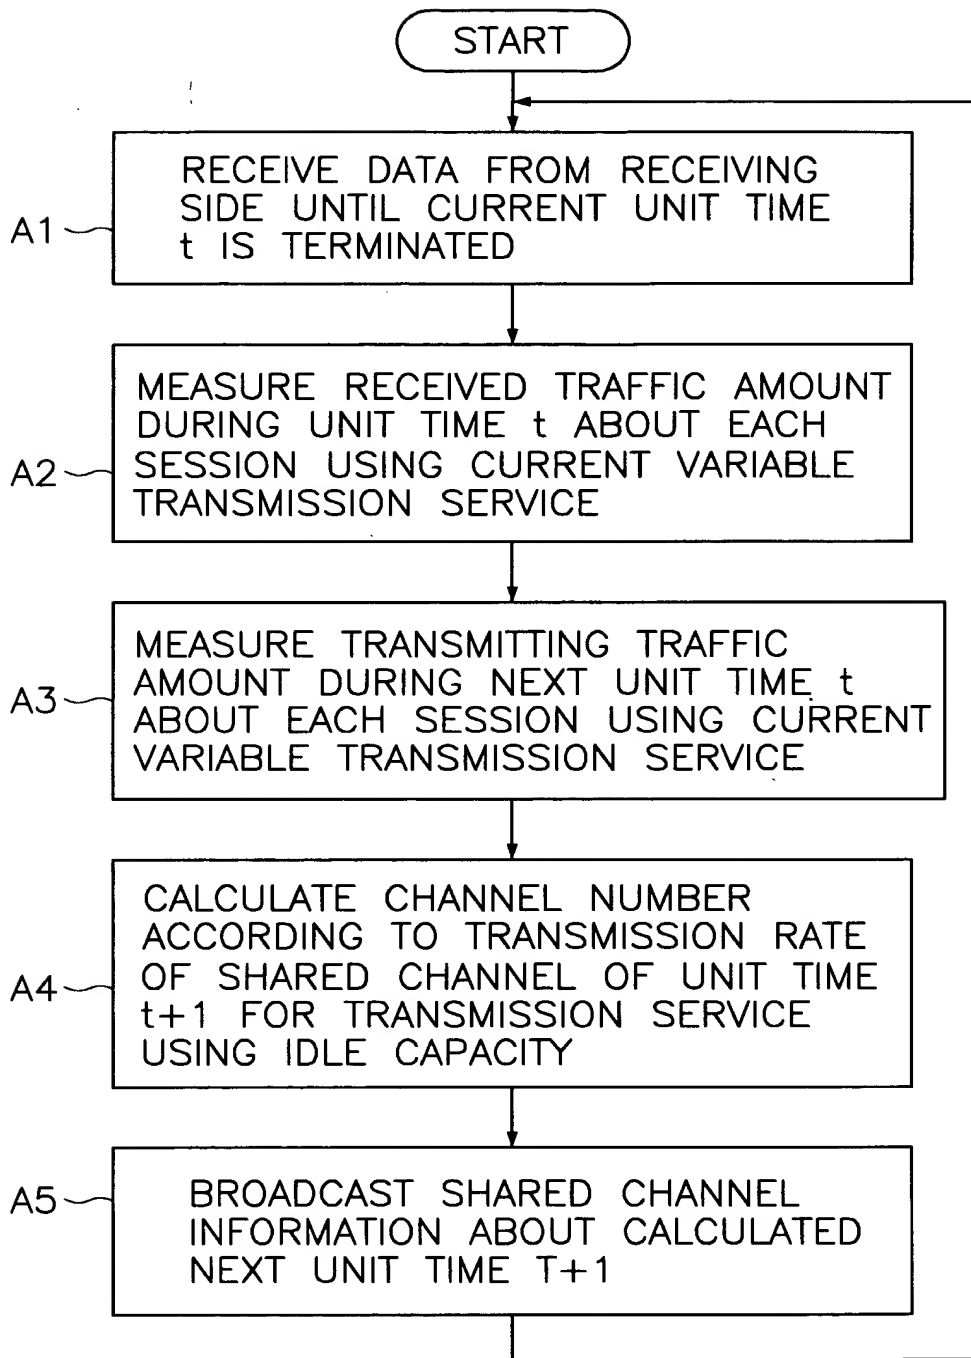 START
RECEIVE DATA FROM RECEIVING
SIDE UNTIL CURRENT UNIT TIME
t IS TERMINATED
A1
MEASURE RECEIVED TRAFFIC AMOUNT
DURING UNIT TIME t ABOUT EACH
SESSION USING CURRENT VARIABLE
TRANSMISSION SERVICE
A2
MEASURE TRANSMITTING TRAFFIC
AMOUNT DURING NEXT UNIT TIME t
ABOUT EACH SESSION USING CURRENT
VARIABLE TRANSMISSION SERVICE
A3
CALCULATE CHANNEL NUMBER
ACCORDING TO TRANSMISSION RATE
OF SHARED CHANNEL OF UNIT TIME
t+1 FOR TRANSMISSION SERVICE
USING IDLE CAPACITY
A4
BROADCAST SHARED CHANNEL
INFORMATION ABOUT CALCULATED
NEXT UNIT TIME T+1
A5